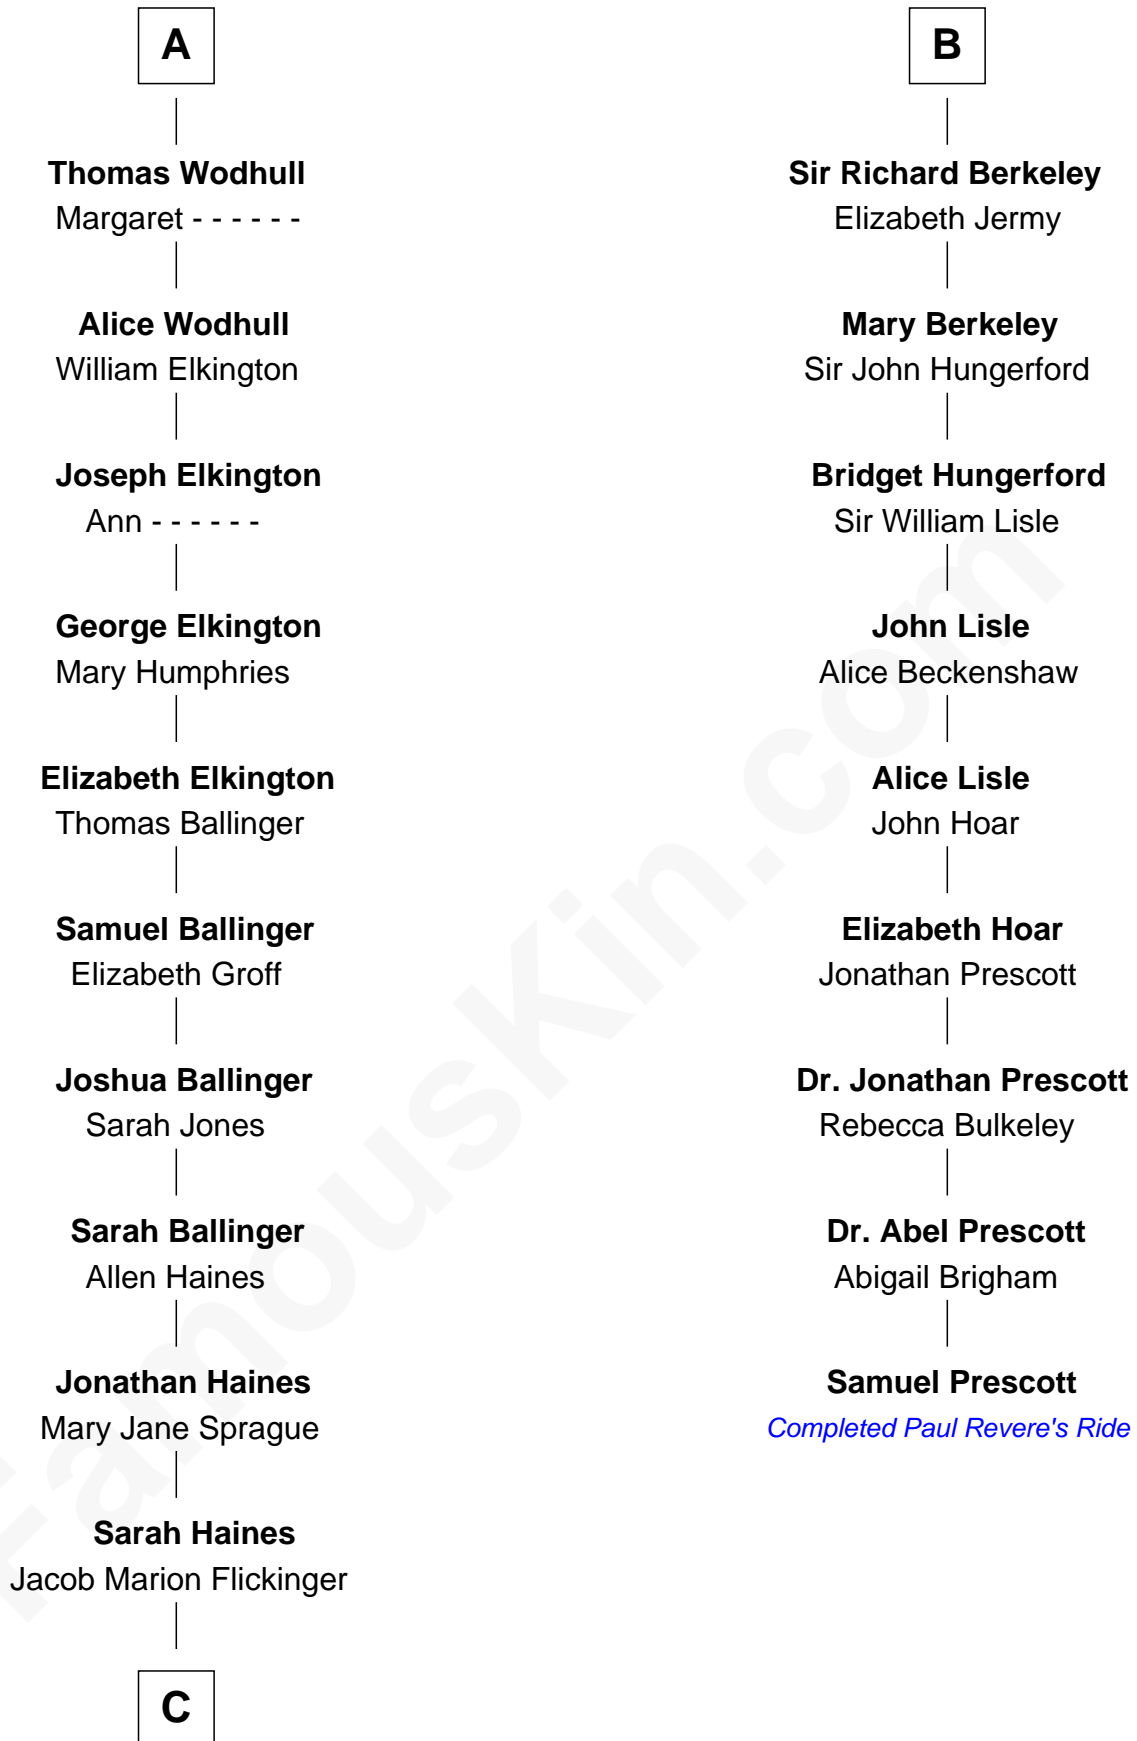 A
Thomas Wodhull
Margaret - - - - - -
Alice Wodhull
William Elkington
Joseph Elkington
Ann - - - - - -
George Elkington
Mary Humphries
Elizabeth Elkington
Thomas Ballinger
Samuel Ballinger
Elizabeth Groff
Joshua Ballinger
Sarah Jones
Sarah Ballinger
Allen Haines
Jonathan Haines
Mary Jane Sprague
Sarah Haines
Jacob Marion Flickinger
C
B
Sir Richard Berkeley
Elizabeth Jermy
Mary Berkeley
Sir John Hungerford
Bridget Hungerford
Sir William Lisle
John Lisle
Alice Beckenshaw
Alice Lisle
John Hoar
Elizabeth Hoar
Jonathan Prescott
Dr. Jonathan Prescott
Rebecca Bulkeley
Dr. Abel Prescott
Abigail Brigham
Samuel Prescott
Completed Paul Revere's Ride
FamousKin.com